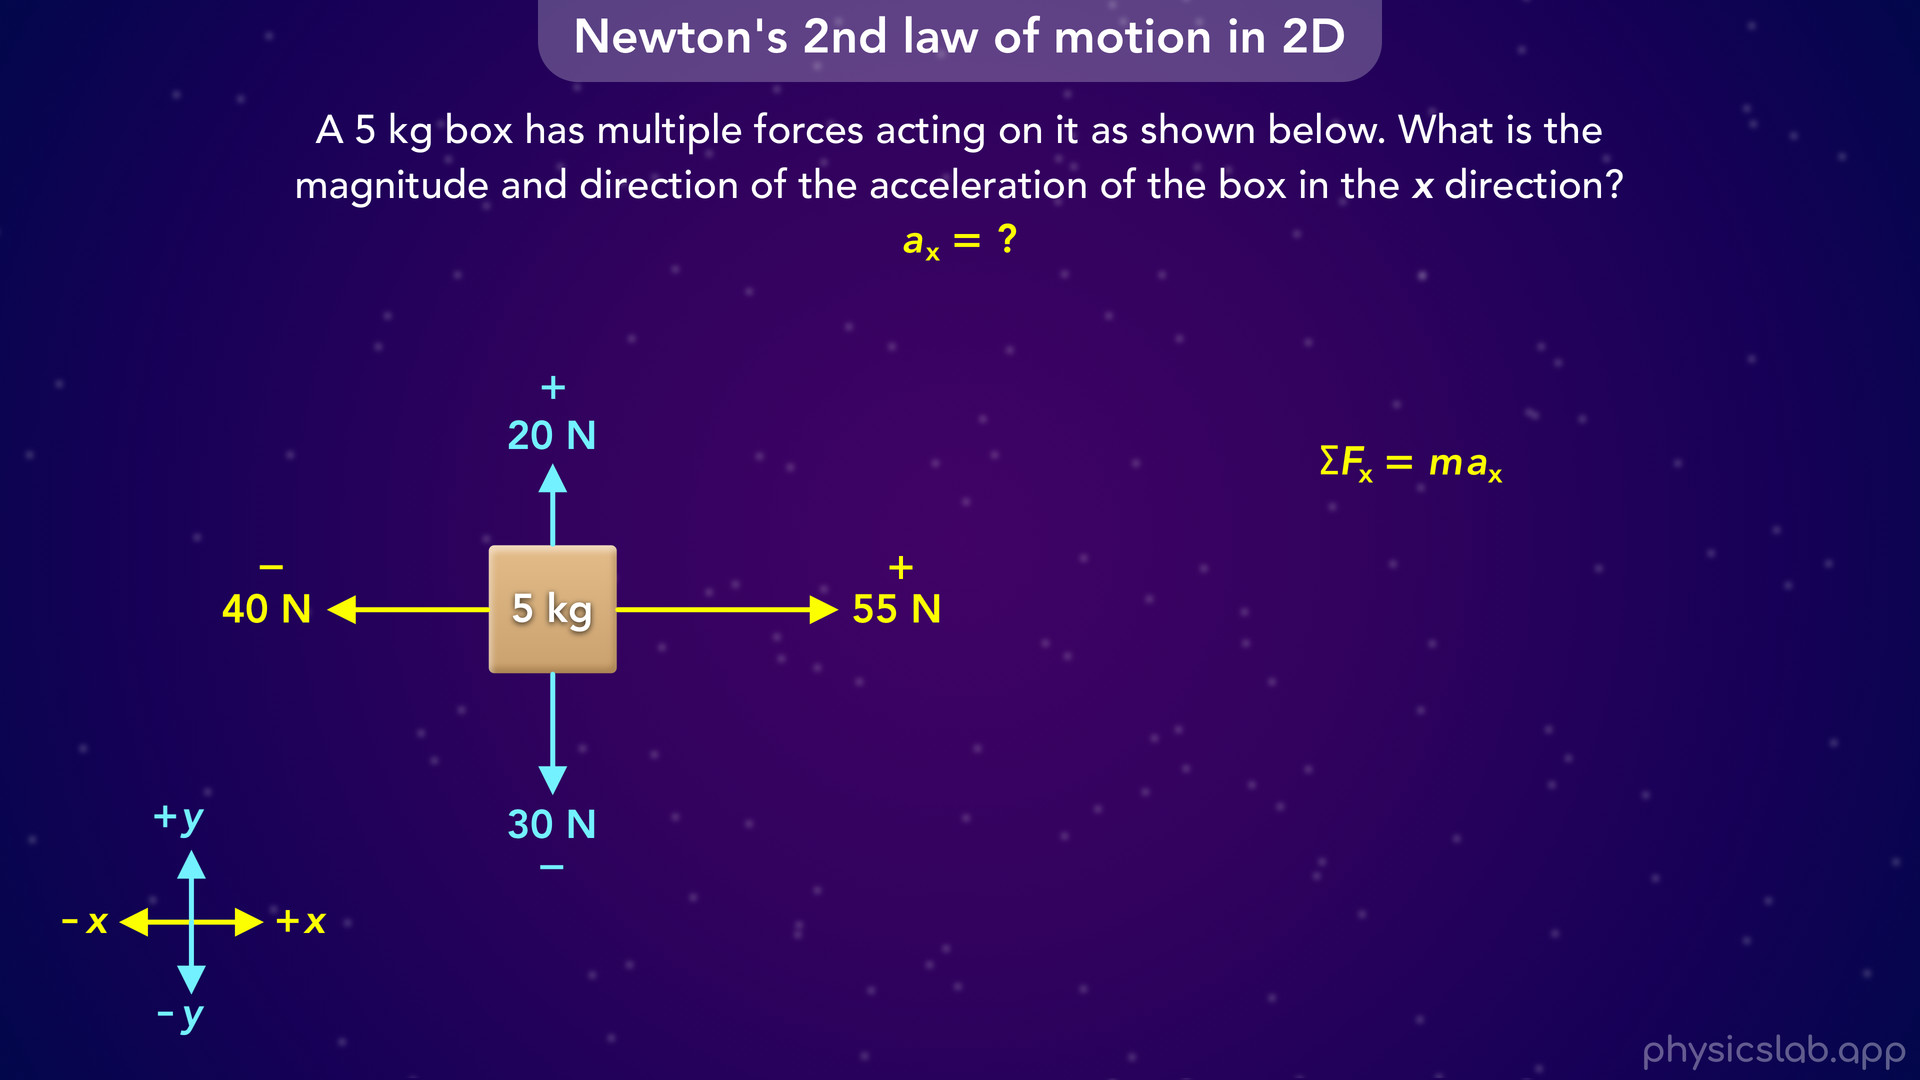 Newton's 2nd law of motion in 2D
A 5 kg box has multiple forces acting on it as shown below. What is the
magnitude and direction of the acceleration of the box in the x direction?
aₓ = ?
+
20 N
ΣFₓ = maₓ
−
40 N
5 kg
+
55 N
30 N
−
+y
−x
+x
−y
physicslab.app